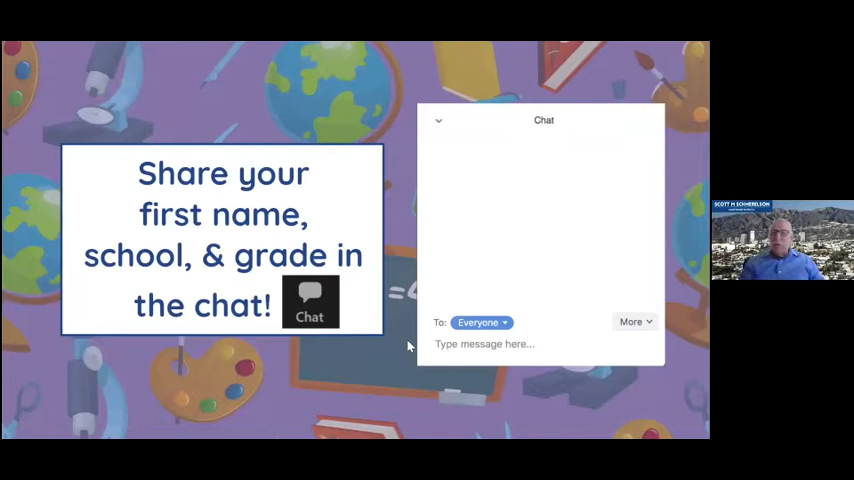 Share your
first name,
school, & grade in
the chat!
Chat
Chat
To: Everyone
More
Type message here...
SCOTT M SCHMERELSON